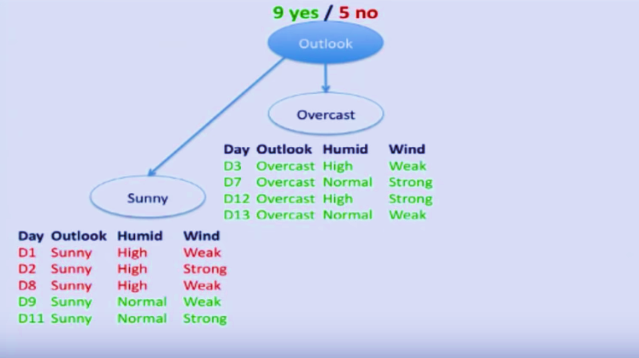 9 yes / 5 no
Outlook
Overcast
Day Outlook Humid Wind
D3 Overcast High Weak
D7 Overcast Normal Strong
D12 Overcast High Strong
D13 Overcast Normal Weak
Sunny
Day Outlook Humid Wind
D1 Sunny High Weak
D2 Sunny High Strong
D8 Sunny High Weak
D9 Sunny Normal Weak
D11 Sunny Normal Strong